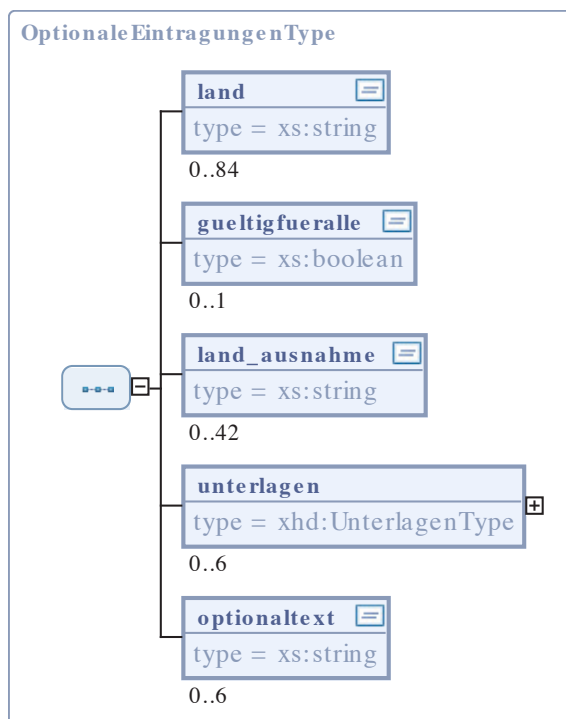 OptionaleEintragungenType
land
type = xs:string
0..84
gueltigfueralle
type = xs:boolean
0..1
land_ausnahme
type = xs:string
0..42
unterlagen
type = xhd:UnterlagenType
0..6
optionaltext
type = xs:string
0..6